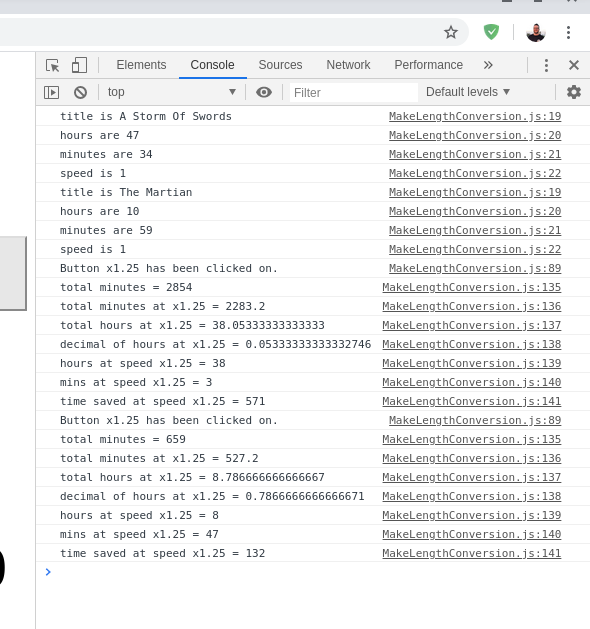 Elements Console Sources Network Performance »
top Filter Default levels
title is A Storm Of Swords MakeLengthConversion.js:19
hours are 47 MakeLengthConversion.js:20
minutes are 34 MakeLengthConversion.js:21
speed is 1 MakeLengthConversion.js:22
title is The Martian MakeLengthConversion.js:19
hours are 10 MakeLengthConversion.js:20
minutes are 59 MakeLengthConversion.js:21
speed is 1 MakeLengthConversion.js:22
Button x1.25 has been clicked on. MakeLengthConversion.js:89
total minutes = 2854 MakeLengthConversion.js:135
total minutes at x1.25 = 2283.2 MakeLengthConversion.js:136
total hours at x1.25 = 38.05333333333333 MakeLengthConversion.js:137
decimal of hours at x1.25 = 0.05333333333332746 MakeLengthConversion.js:138
hours at speed x1.25 = 38 MakeLengthConversion.js:139
mins at speed x1.25 = 3 MakeLengthConversion.js:140
time saved at speed x1.25 = 571 MakeLengthConversion.js:141
Button x1.25 has been clicked on. MakeLengthConversion.js:89
total minutes = 659 MakeLengthConversion.js:135
total minutes at x1.25 = 527.2 MakeLengthConversion.js:136
total hours at x1.25 = 8.786666666666667 MakeLengthConversion.js:137
decimal of hours at x1.25 = 0.7866666666666671 MakeLengthConversion.js:138
hours at speed x1.25 = 8 MakeLengthConversion.js:139
mins at speed x1.25 = 47 MakeLengthConversion.js:140
time saved at speed x1.25 = 132 MakeLengthConversion.js:141